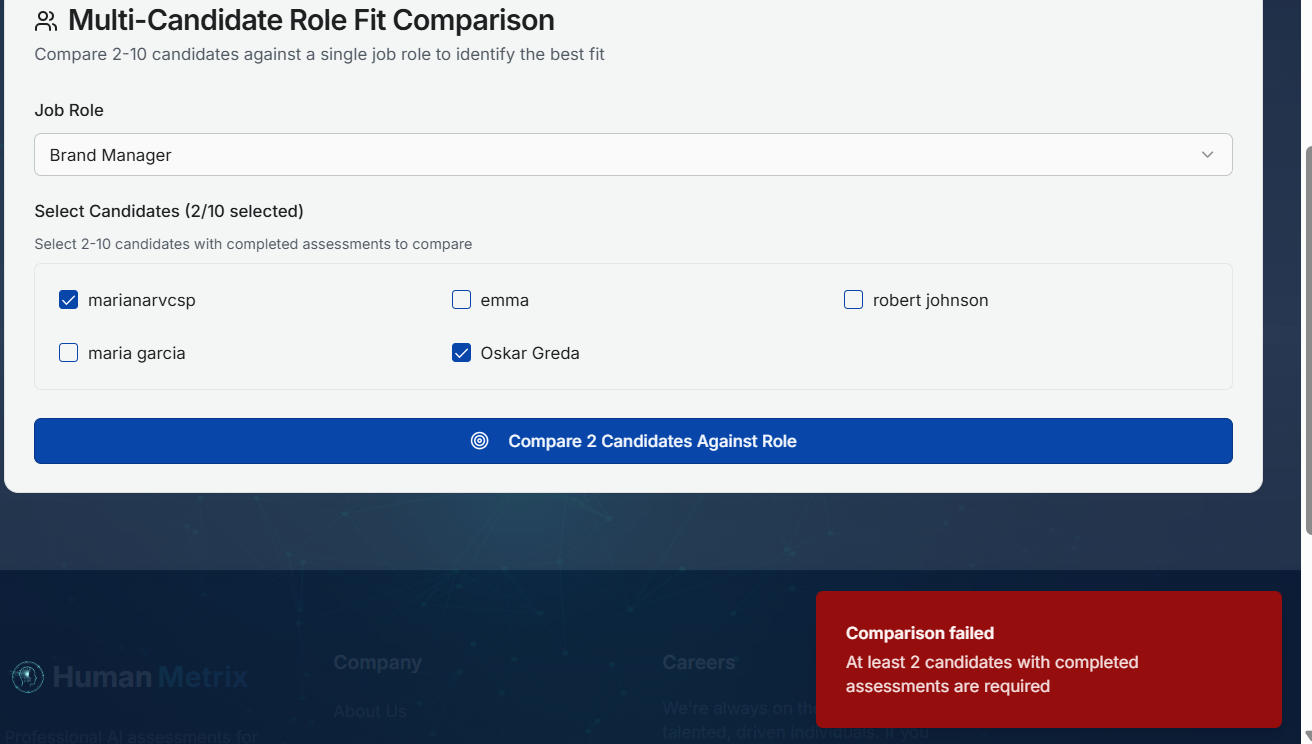 Multi-Candidate Role Fit Comparison
Compare 2-10 candidates against a single job role to identify the best fit
Job Role
Brand Manager
Select Candidates (2/10 selected)
Select 2-10 candidates with completed assessments to compare
marianarvcsp
emma
robert johnson
maria garcia
Oskar Greda
Compare 2 Candidates Against Role
Comparison failed
At least 2 candidates with completed
assessments are required
Human Metrix
Professional AI assessments for
Company
About Us
Careers
We're always on the
talented, driven individuals. If you